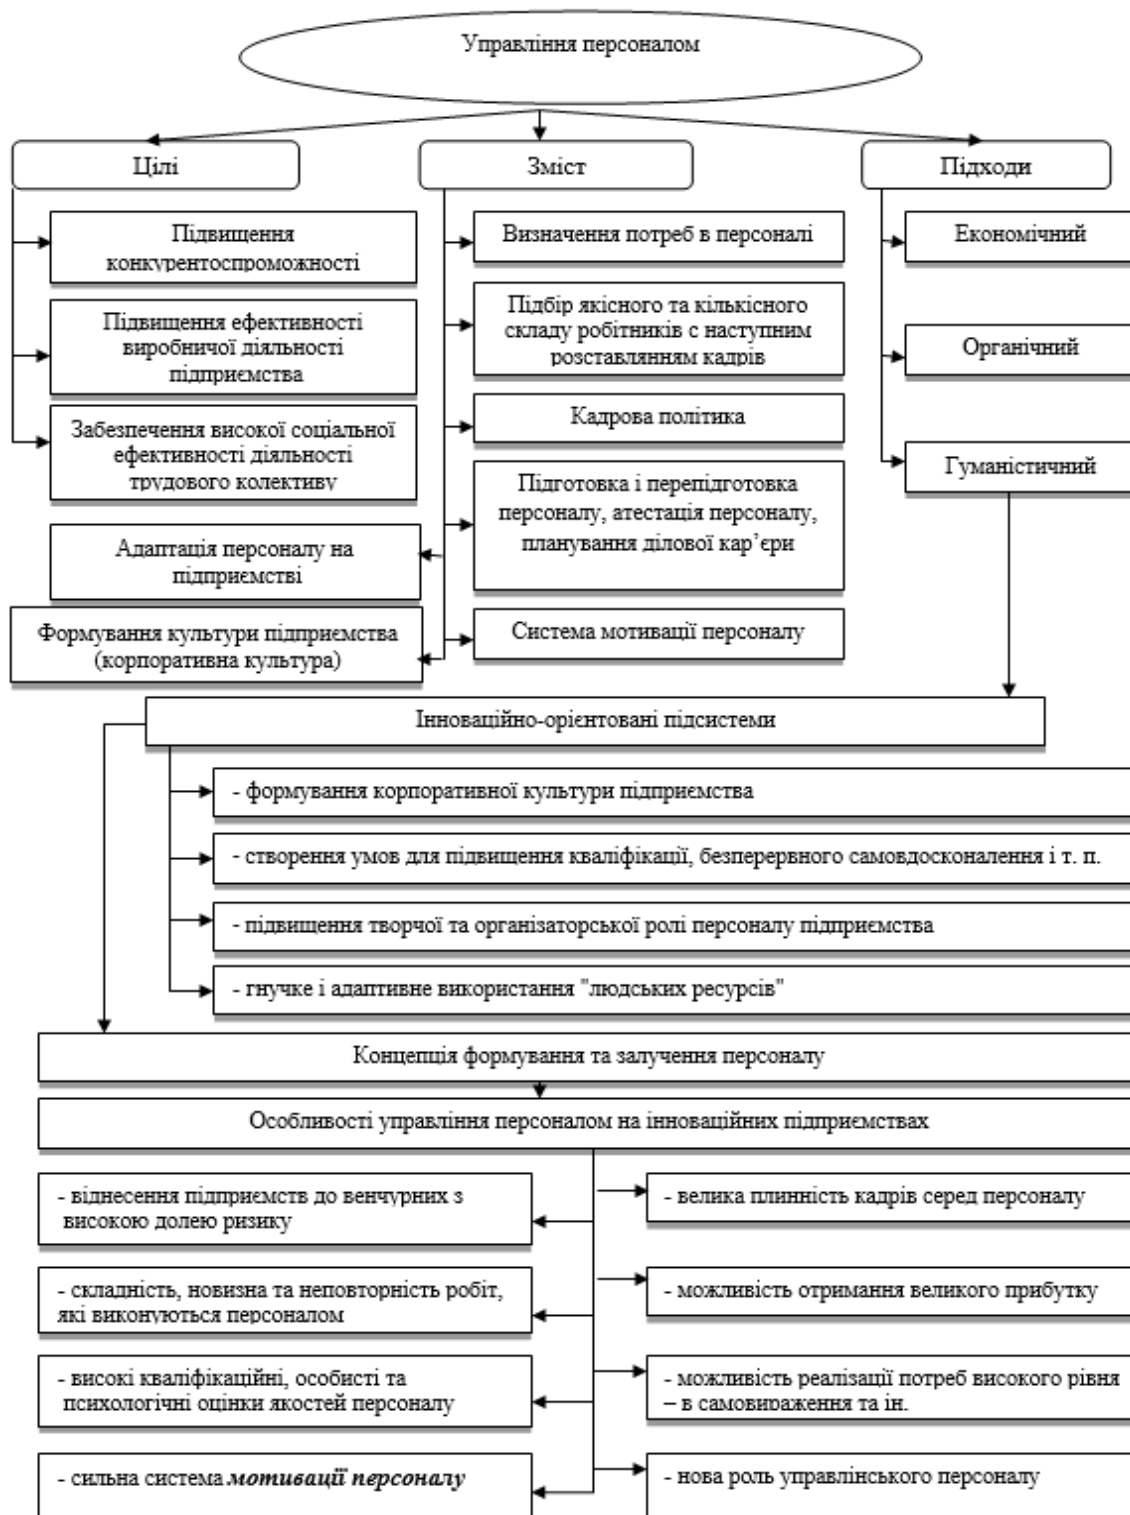 Управління персоналом
Цілі
Зміст
Підходи
Підвищення
конкурентоспроможності
Підвищення ефективності
виробничої діяльності
підприємства
Забезпечення високої соціальної
ефективності діяльності
трудового колективу
Адаптація персоналу на
підприємстві
Формування культури підприємства
(корпоративна культура)
Визначення потреб в персоналі
Підбір якісного та кількісного
складу робітників с наступним
розставлянням кадрів
Кадрова політика
Підготовка і перепідготовка
персоналу, атестація персоналу,
планування ділової кар’єри
Система мотивації персоналу
Економічний
Органічний
Гуманістичний
Інноваційно-орієнтовані підсистеми
- формування корпоративної культури підприємства
- створення умов для підвищення кваліфікації, безперервного самовдосконалення і т. п.
- підвищення творчої та організаторської ролі персоналу підприємства
- гнучке і адаптивне використання "людських ресурсів"
Концепція формування та залучення персоналу
Особливості управління персоналом на інноваційних підприємствах
- віднесення підприємств до венчурних з
високою долею ризику
- складність, новизна та неповторність робіт,
які виконуються персоналом
- високі кваліфікаційні, особисті та
психологічні оцінки якостей персоналу
- сильна система мотивації персоналу
- велика плинність кадрів серед персоналу
- можливість отримання великого прибутку
- можливість реалізації потреб високого рівня
– в самовираження та ін.
- нова роль управлінського персоналу